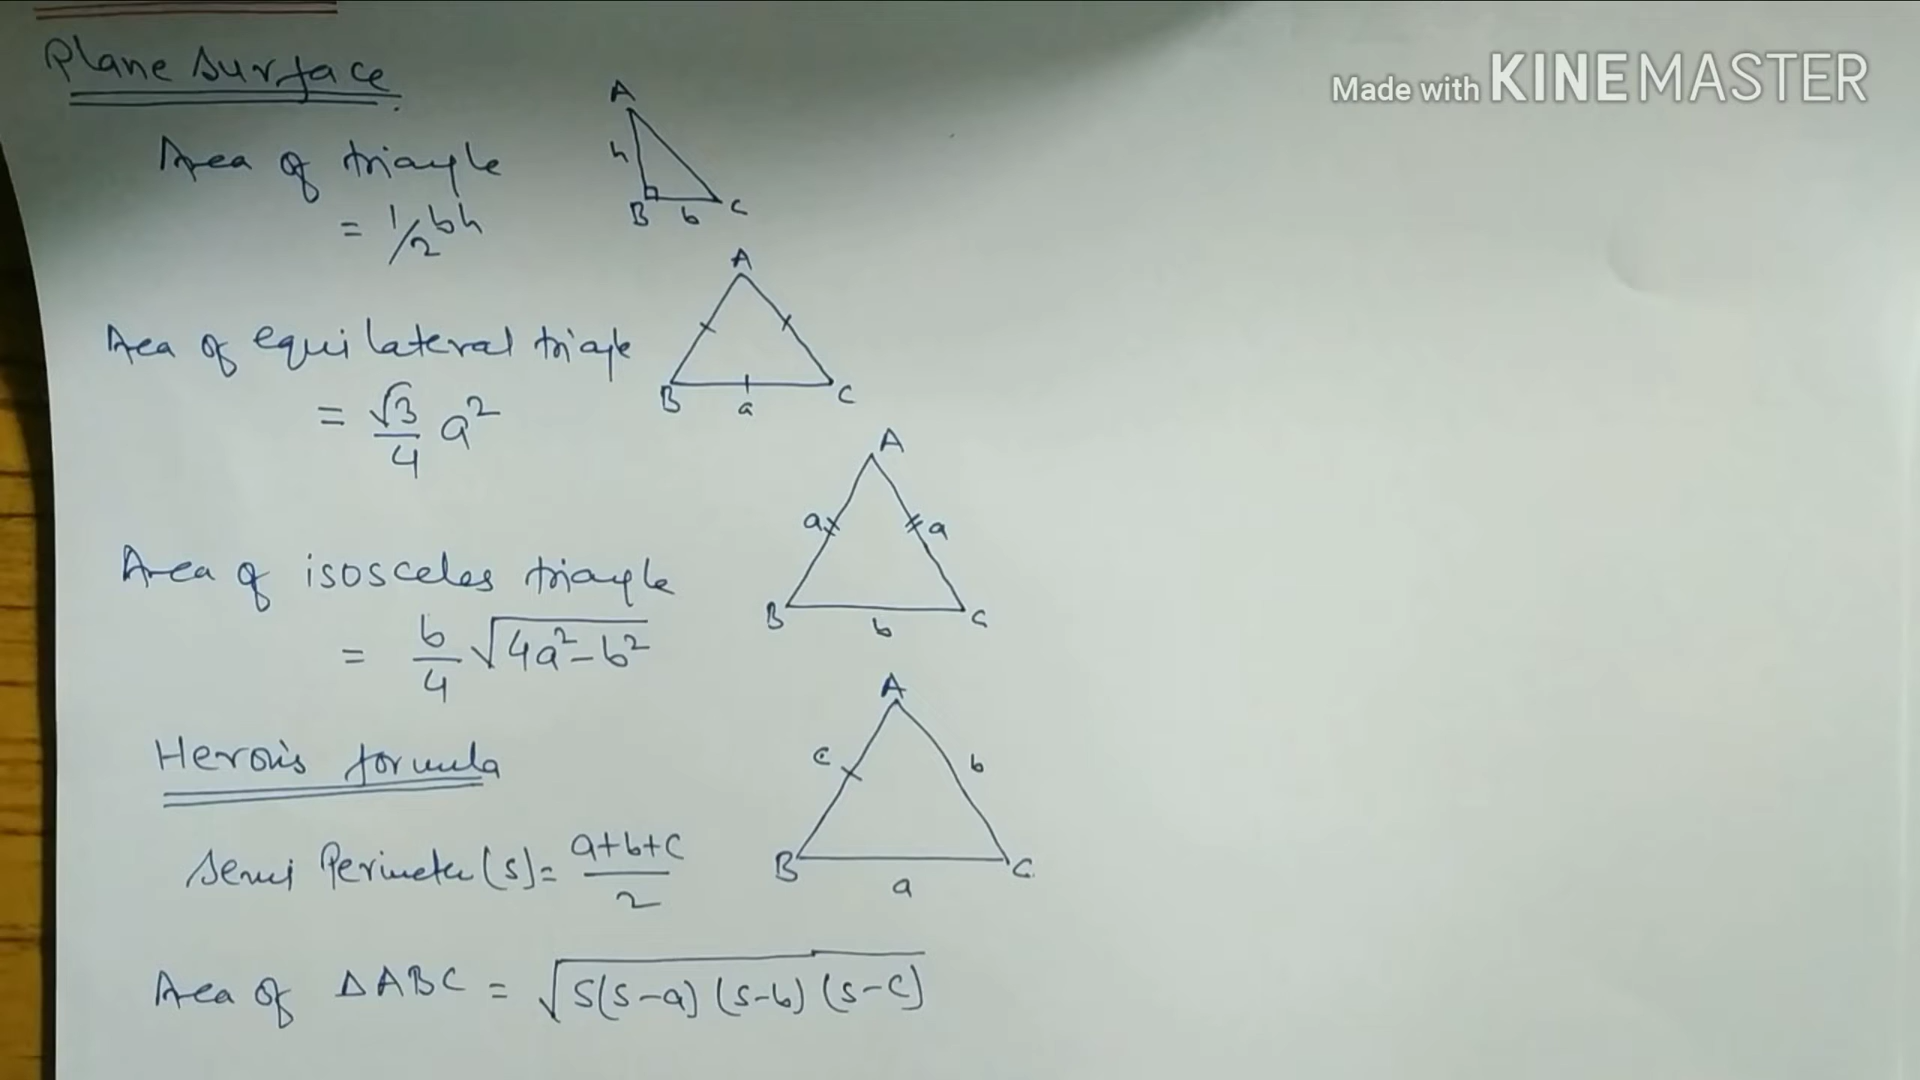 Plane surface
Made with KINEMASTER
Area of triangle
= 1/2 bh
A
h
B b C
Area of equilateral triangle
= √3/4 a²
A
B a C
Area of isosceles triangle
= b/4 √4a²-b²
A
a a
B b C
Heron's formula
Semi Perimeter (s) = a+b+c/2
A
c b
B a C
Area of ΔABC = √s(s-a)(s-b)(s-c)